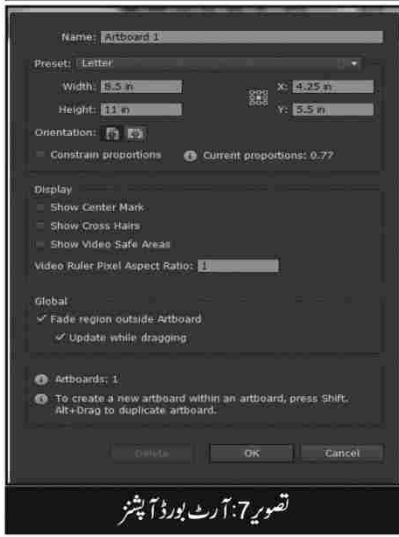 Name: Artboard 1
Preset: Letter
Width: 8.5 in X: 4.25 in
Height: 11 in Y: 5.5 in
Orientation:
Constrain proportions Current proportions: 0.77
Display
Show Center Mark
Show Cross Hairs
Show Video Safe Areas
Video Ruler Pixel Aspect Ratio: 1
Global
Fade region outside Artboard
Update while dragging
Artboards: 1
To create a new artboard within an artboard, press Shift.
Alt+Drag to duplicate artboard.
Delete OK Cancel
تصویر7: آرٹ بورڈ آپشنز